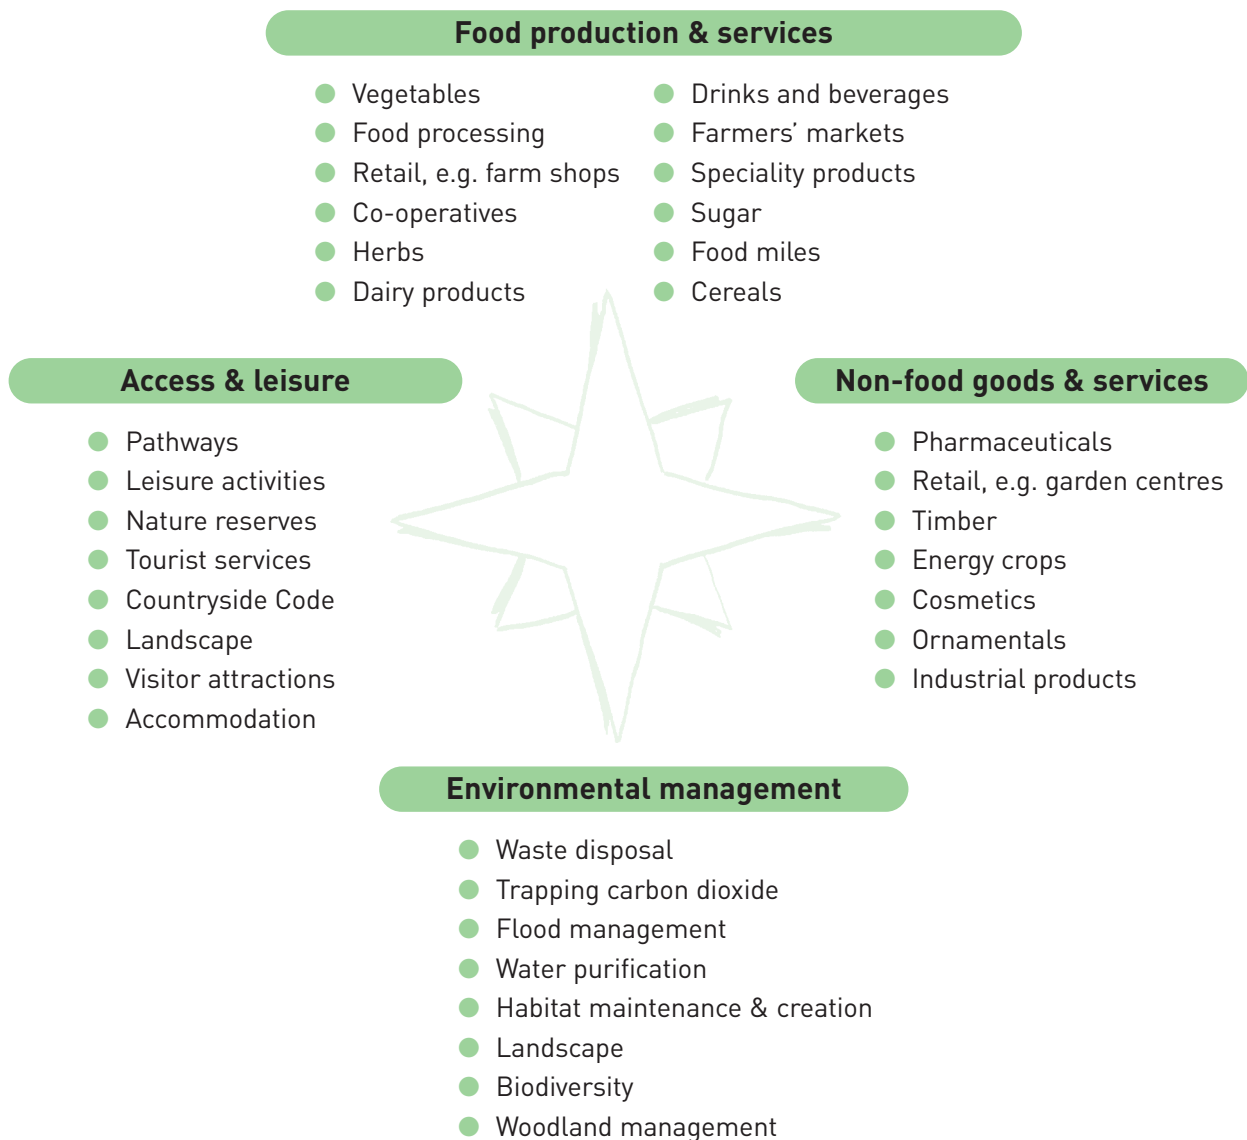 Food production & services
Vegetables
Food processing
Retail, e.g. farm shops
Co-operatives
Herbs
Dairy products
Drinks and beverages
Farmers’ markets
Speciality products
Sugar
Food miles
Cereals
Access & leisure
Pathways
Leisure activities
Nature reserves
Tourist services
Countryside Code
Landscape
Visitor attractions
Accommodation
Non-food goods & services
Pharmaceuticals
Retail, e.g. garden centres
Timber
Energy crops
Cosmetics
Ornamentals
Industrial products
Environmental management
Waste disposal
Trapping carbon dioxide
Flood management
Water purification
Habitat maintenance & creation
Landscape
Biodiversity
Woodland management